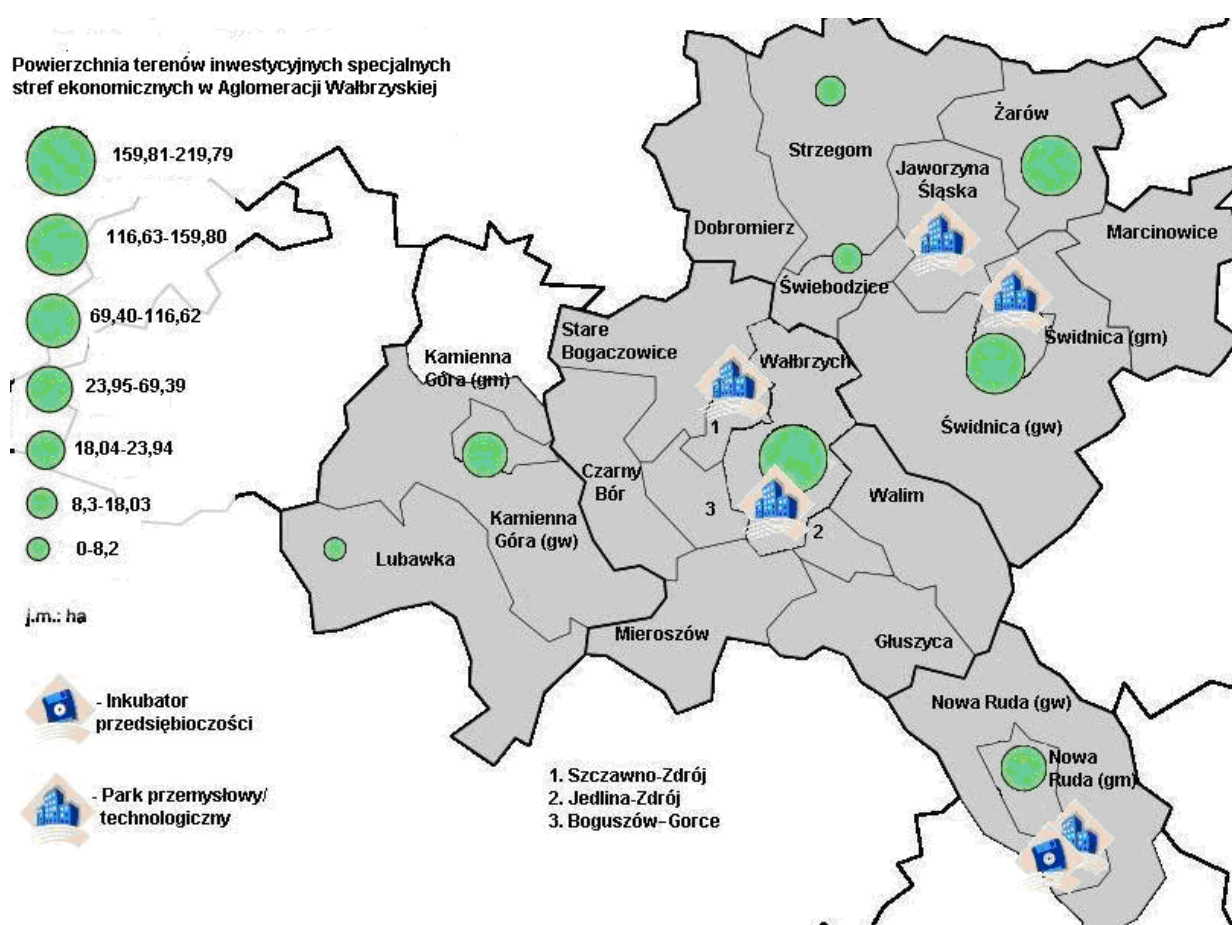 Powierzchnia terenów inwestycyjnych specjalnych
stref ekonomicznych w Aglomeracji Wałbrzyskiej
159,81-219,79
116,63-159,80
69,40-116,62
23,95-69,39
18,04-23,94
8,3-18,03
0-8,2
j.m.: ha
- Inkubator
przedsiębioczości
- Park przemysłowy/
technologiczny
Żarów
Strzegom
Jaworzyna
Śląska
Dobromierz
Marcinowice
Świebodzice
Stare
Bogaczowice
Świdnica (gm)
Kamienna
Góra (gm)
Wałbrzych
1
Świdnica (gw)
Czarny
Bór
Walim
3
Kamienna
Góra (gw)
2
Lubawka
Mieroszów
Głuszyca
Nowa Ruda (gw)
Nowa
Ruda (gm)
1. Szczawno-Zdrój
2. Jedlina-Zdrój
3. Boguszów-Gorce